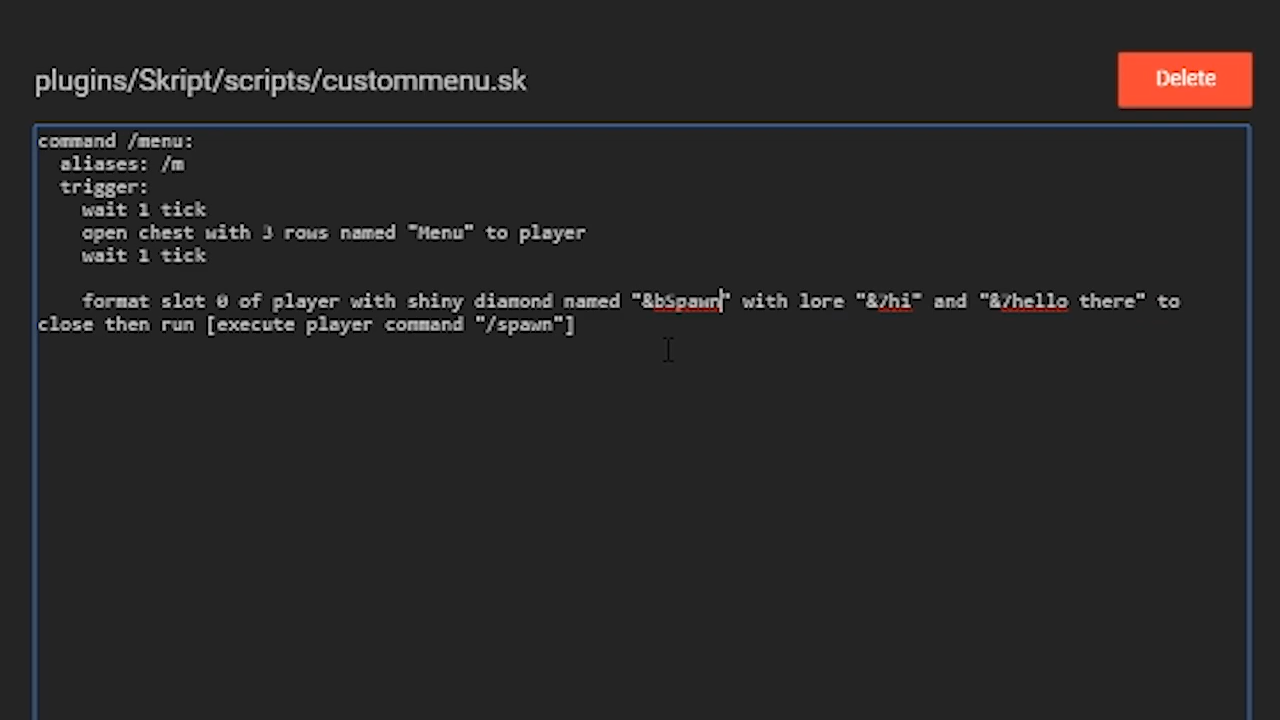 plugins/Skript/scripts/custommenu.sk
Delete
command /menu:
aliases: /m
trigger:
wait 1 tick
open chest with 3 rows named "Menu" to player
wait 1 tick
format slot 0 of player with shiny diamond named "&bSpawn" with lore "&7hi" and "&7hello there" to
close then run [execute player command "/spawn"]